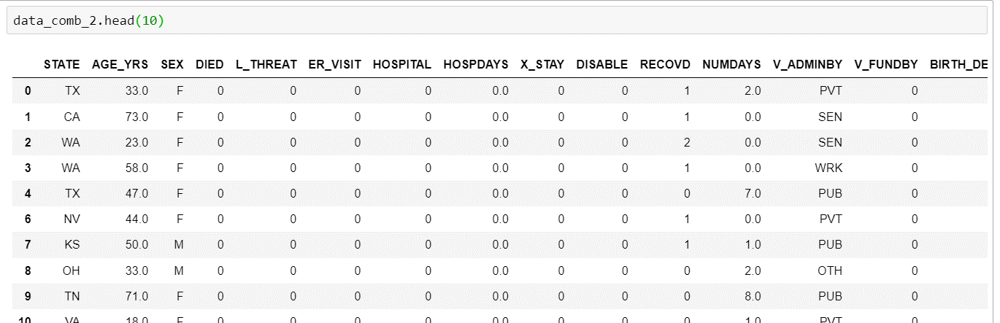 data_comb_2.head(10)
STATE AGE_YRS SEX DIED L_THREAT ER_VISIT HOSPITAL HOSPDAYS X_STAY DISABLE RECOVD NUMDAYS V_ADMINBY V_FUNDBY BIRTH_DE
0 TX 33.0 F 0 0 0 0 0.0 0 0 1 2.0 PVT 0
1 CA 73.0 F 0 0 0 0 0.0 0 0 1 0.0 SEN 0
2 WA 23.0 F 0 0 0 0 0.0 0 0 2 0.0 SEN 0
3 WA 58.0 F 0 0 0 0 0.0 0 0 1 0.0 WRK 0
4 TX 47.0 F 0 0 0 0 0.0 0 0 0 7.0 PUB 0
6 NV 44.0 F 0 0 0 0 0.0 0 0 1 0.0 PVT 0
7 KS 50.0 M 0 0 0 0 0.0 0 0 1 1.0 PUB 0
8 OH 33.0 M 0 0 0 0 0.0 0 0 0 2.0 OTH 0
9 TN 71.0 F 0 0 0 0 0.0 0 0 0 8.0 PUB 0
10 VA 18.0 F 0 0 0 0 0.0 0 0 0 1.0 PVT 0